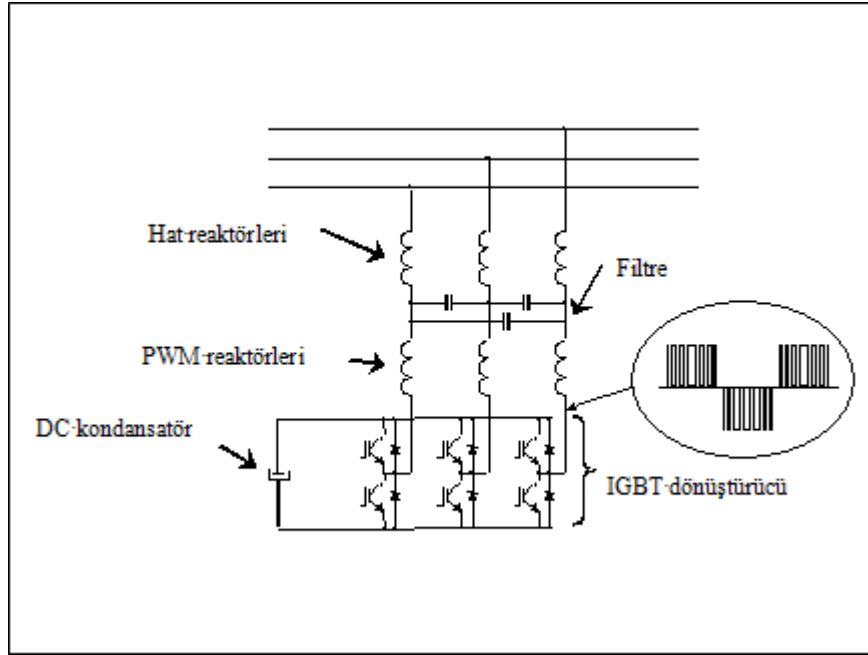 Hat reaktörleri
Filtre
PWM reaktörleri
DC kondansatör
IGBT dönüştürücü